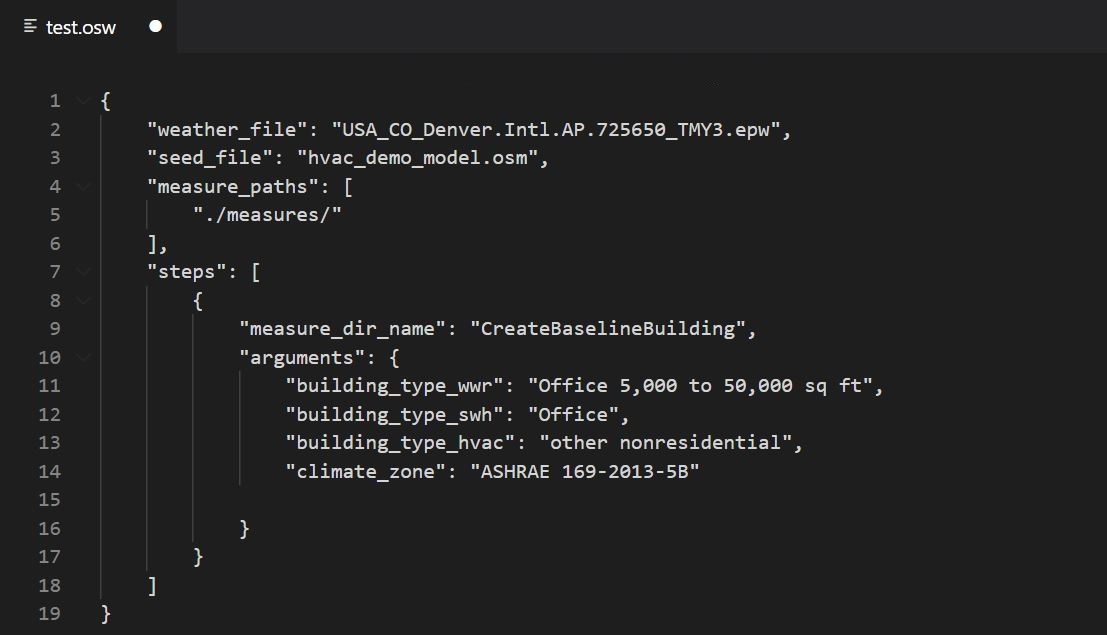 test.osw
1 {
2 "weather_file": "USA_CO_Denver.Intl.AP.725650_TMY3.epw",
3 "seed_file": "hvac_demo_model.osm",
4 "measure_paths": [
5 "./measures/"
6 ],
7 "steps": [
8 {
9 "measure_dir_name": "CreateBaselineBuilding",
10 "arguments": {
11 "building_type_wwr": "Office 5,000 to 50,000 sq ft",
12 "building_type_swh": "Office",
13 "building_type_hvac": "other nonresidential",
14 "climate_zone": "ASHRAE 169-2013-5B"
15
16 }
17 }
18 ]
19 }